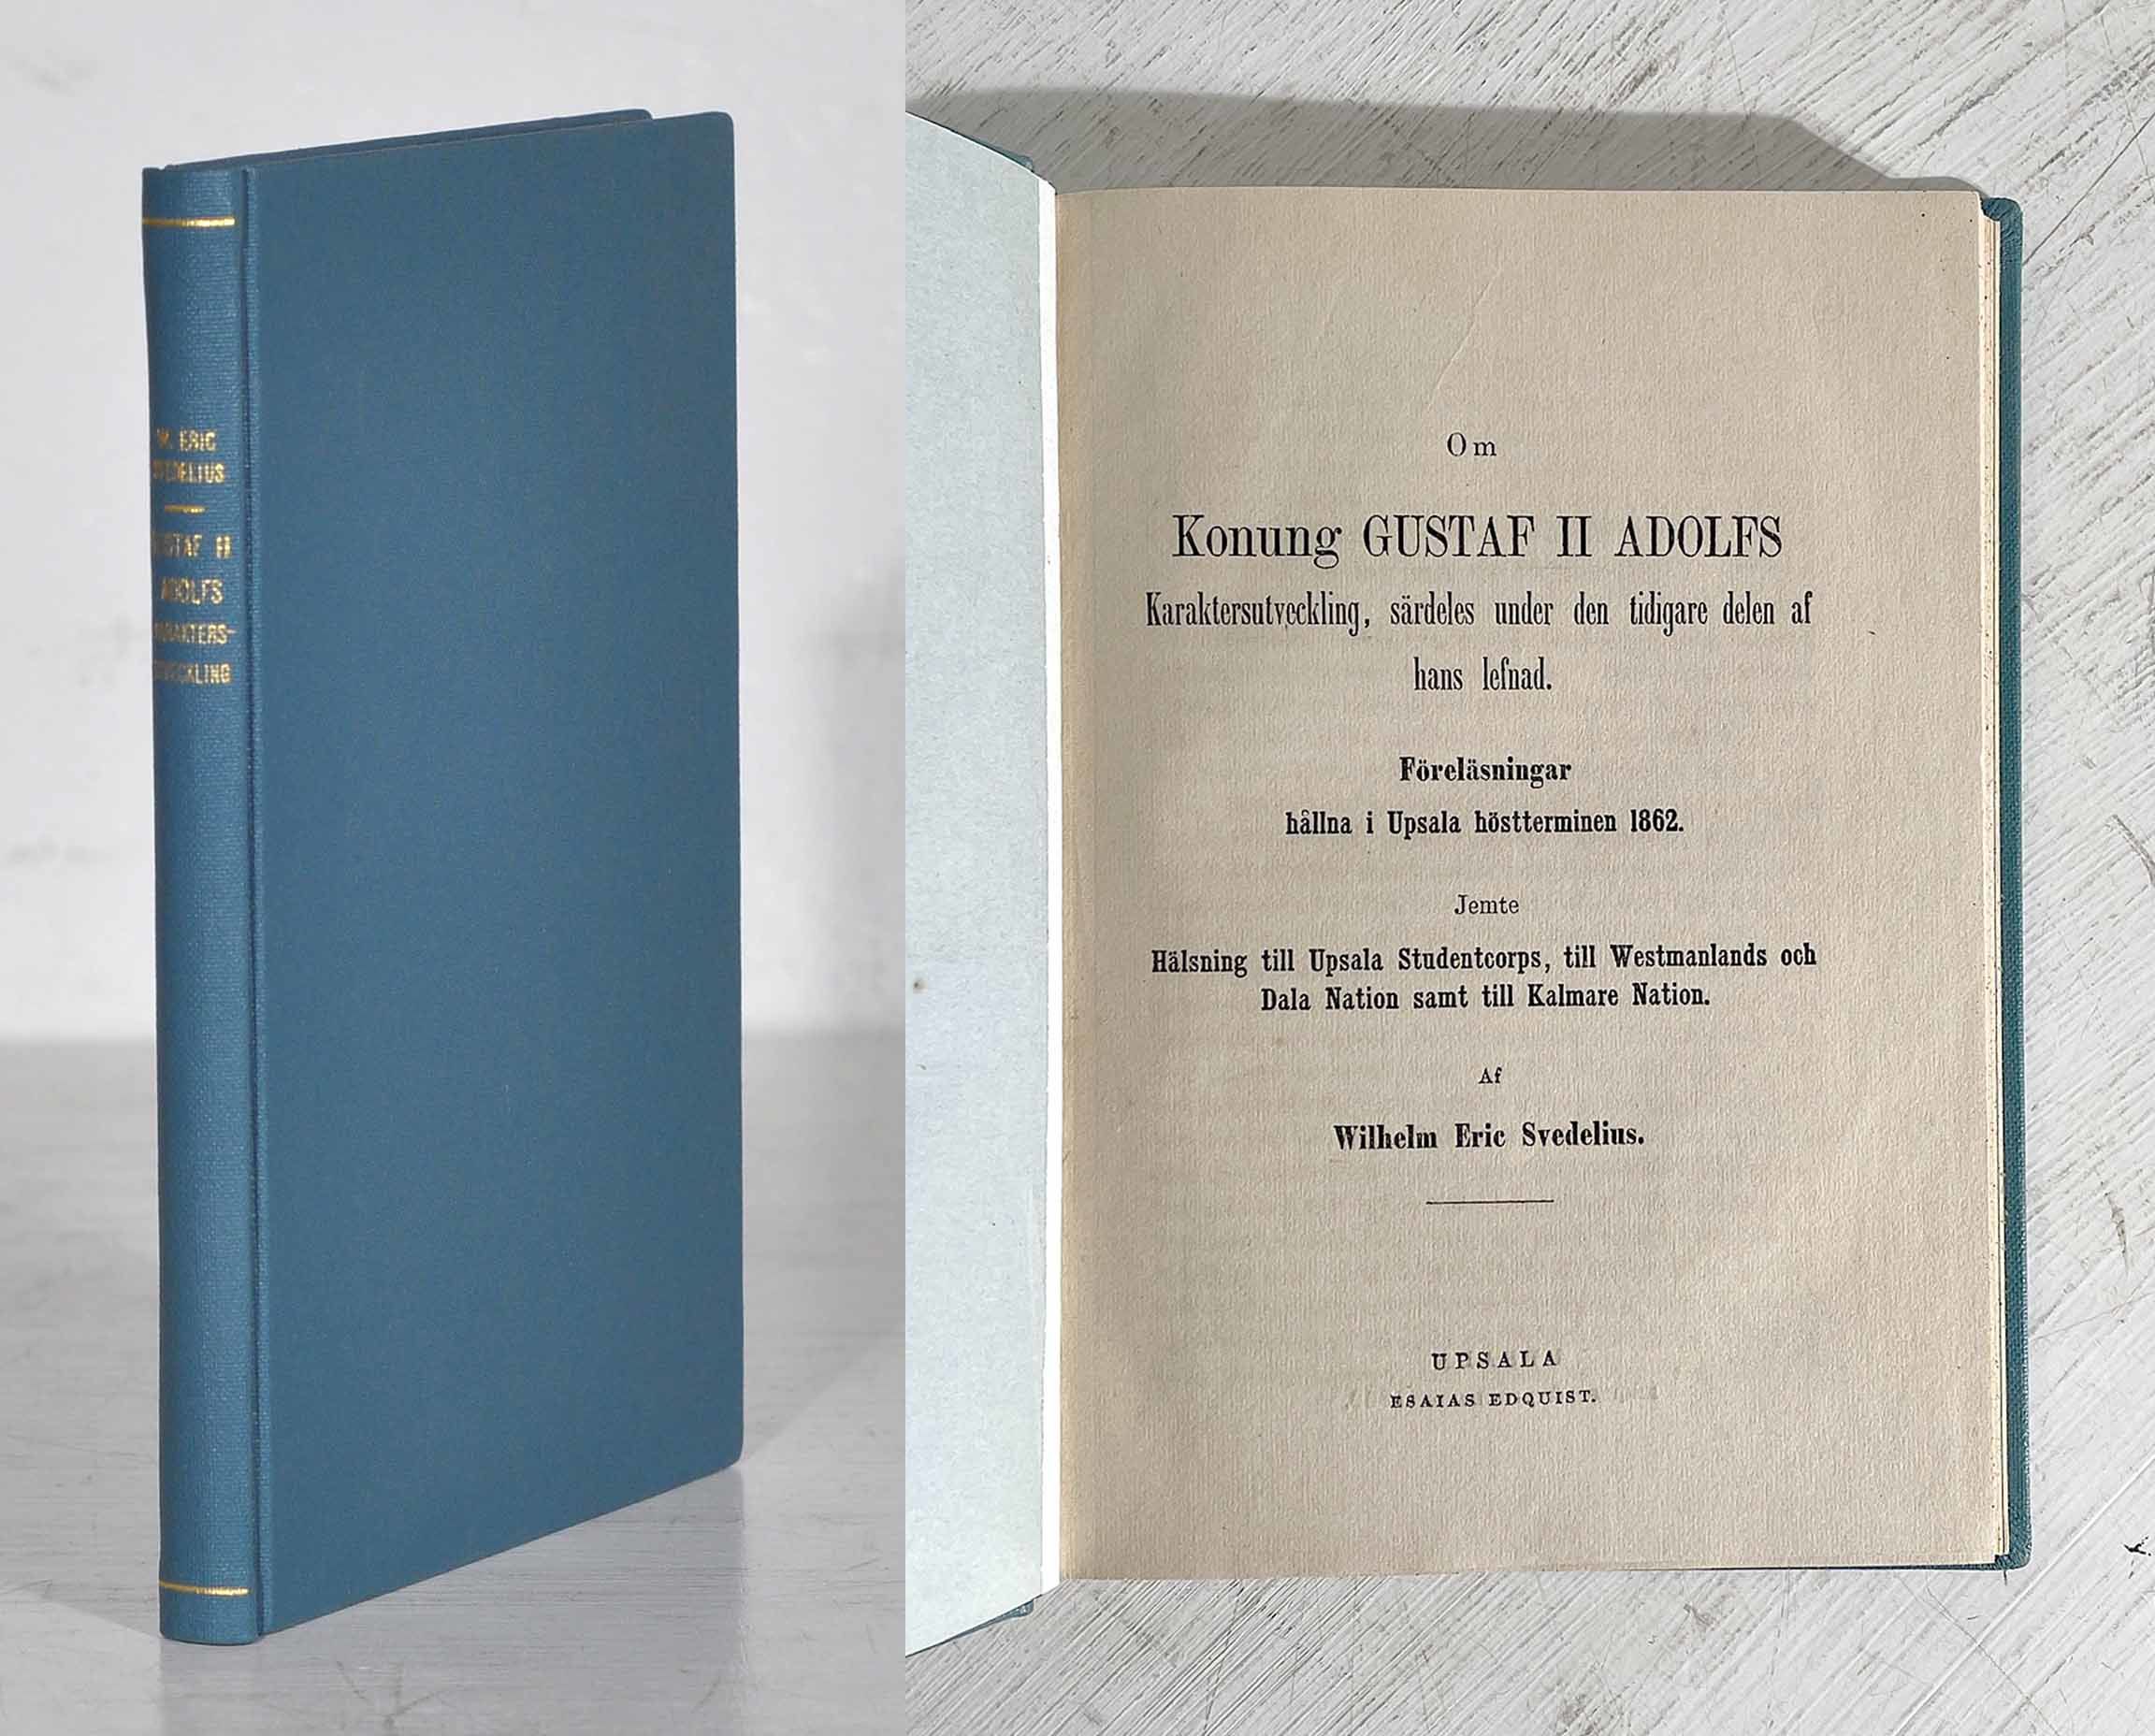 W. ERIC
SVEDELIUS
GUSTAF II
ADOLFS
KARAKTERS-
UTVECKLING
Om
Konung GUSTAF II ADOLFS
Karaktersutveckling, särdeles under den tidigare delen af
hans lefnad.
Föreläsningar
hållna i Upsala höstterminen 1862.
Jemte
Hälsning till Upsala Studentcorps, till Westmanlands och
Dala Nation samt till Kalmare Nation.
Af
Wilhelm Eric Svedelius.
UPSALA
ESAIAS EDQUIST.